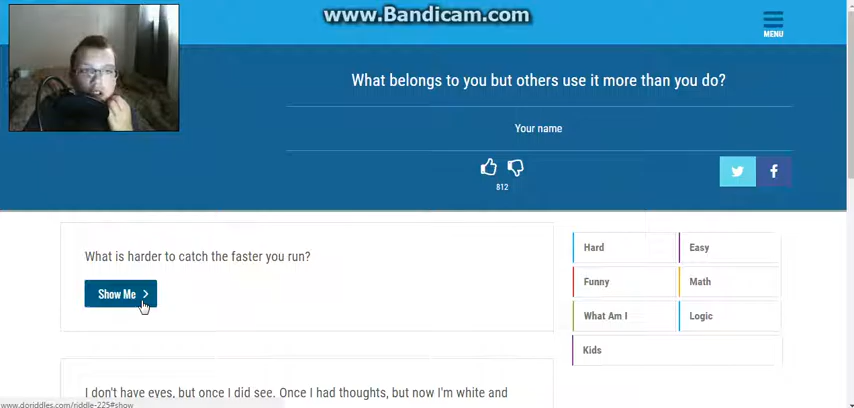 www.Bandicam.com
MENU
What belongs to you but others use it more than you do?
Your name
812
What is harder to catch the faster you run?
Show Me
Hard
Easy
Funny
Math
What Am I
Logic
Kids
I don't have eyes, but once I did see. Once I had thoughts, but now I'm white and
www.doriddles.com/riddle-225#show